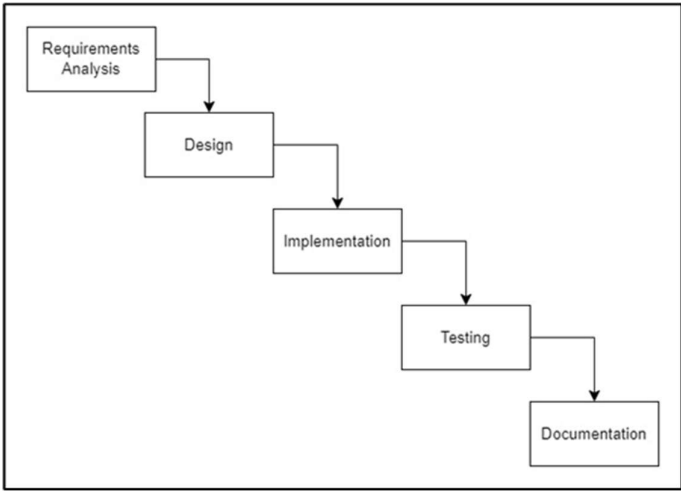 Requirements
Analysis
Design
Implementation
Testing
Documentation